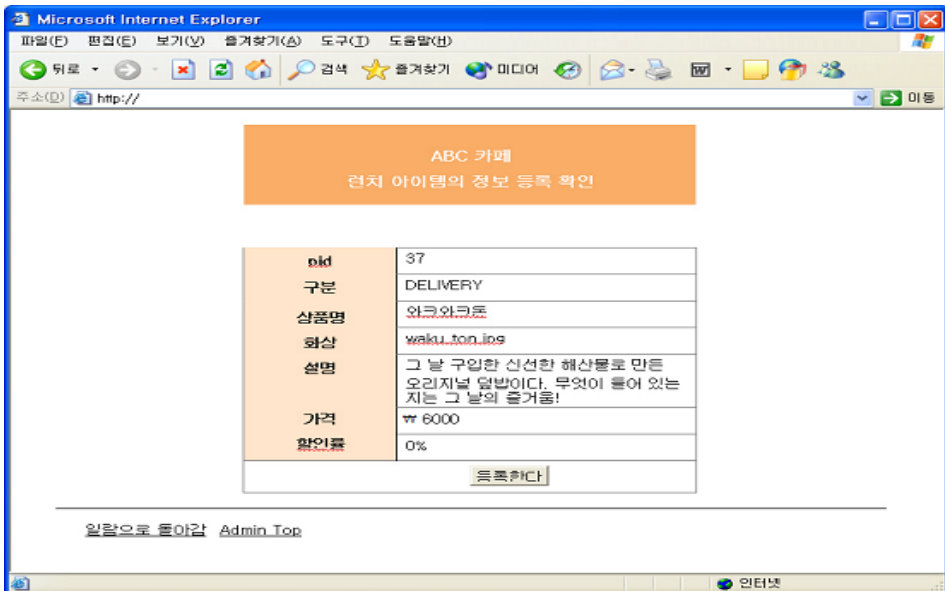 Microsoft Internet Explorer
파일(F) 편집(E) 보기(V) 즐겨찾기(A) 도구(T) 도움말(H)
뒤로 검색 즐겨찾기 미디어
주소(D) http:// 이동
ABC 카페
런치 아이템의 정보 등록 확인
pid 37
구분 DELIVERY
상품명 와크와크돈
화상 waku_ton.jpg
설명 그 날 구입한 신선한 해산물로 만든
오리지널 덮밥이다. 무엇이 들어 있는
지는 그 날의 즐거움!
가격 ₩ 6000
할인률 0%
등록한다
일람으로 돌아감 Admin Top
인터넷